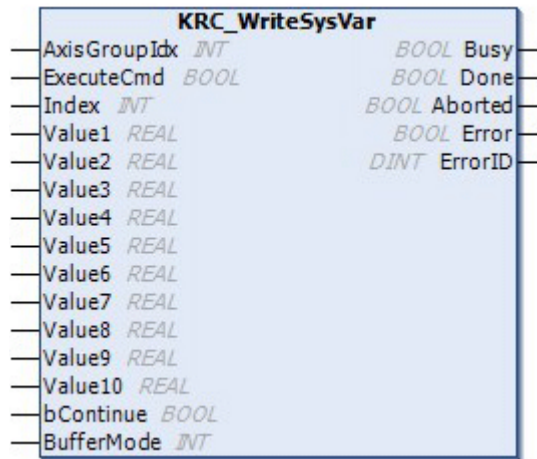 KRC_WriteSysVar
AxisGroupIdx INT BOOL Busy
ExecuteCmd BOOL BOOL Done
Index INT BOOL Aborted
Value1 REAL BOOL Error
Value2 REAL DINT ErrorID
Value3 REAL
Value4 REAL
Value5 REAL
Value6 REAL
Value7 REAL
Value8 REAL
Value9 REAL
Value10 REAL
bContinue BOOL
BufferMode INT